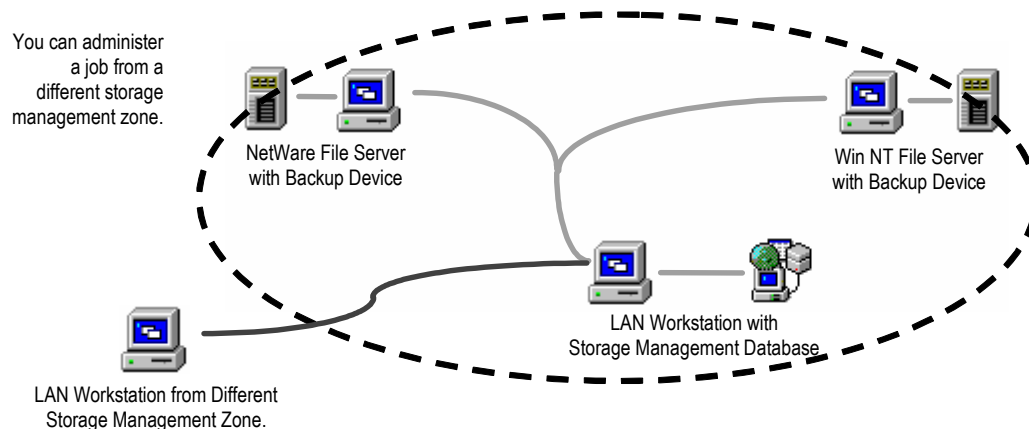 You can administer
a job from a
different storage
management zone.
NetWare File Server
with Backup Device
Win NT File Server
with Backup Device
LAN Workstation with
Storage Management Database
LAN Workstation from Different
Storage Management Zone.